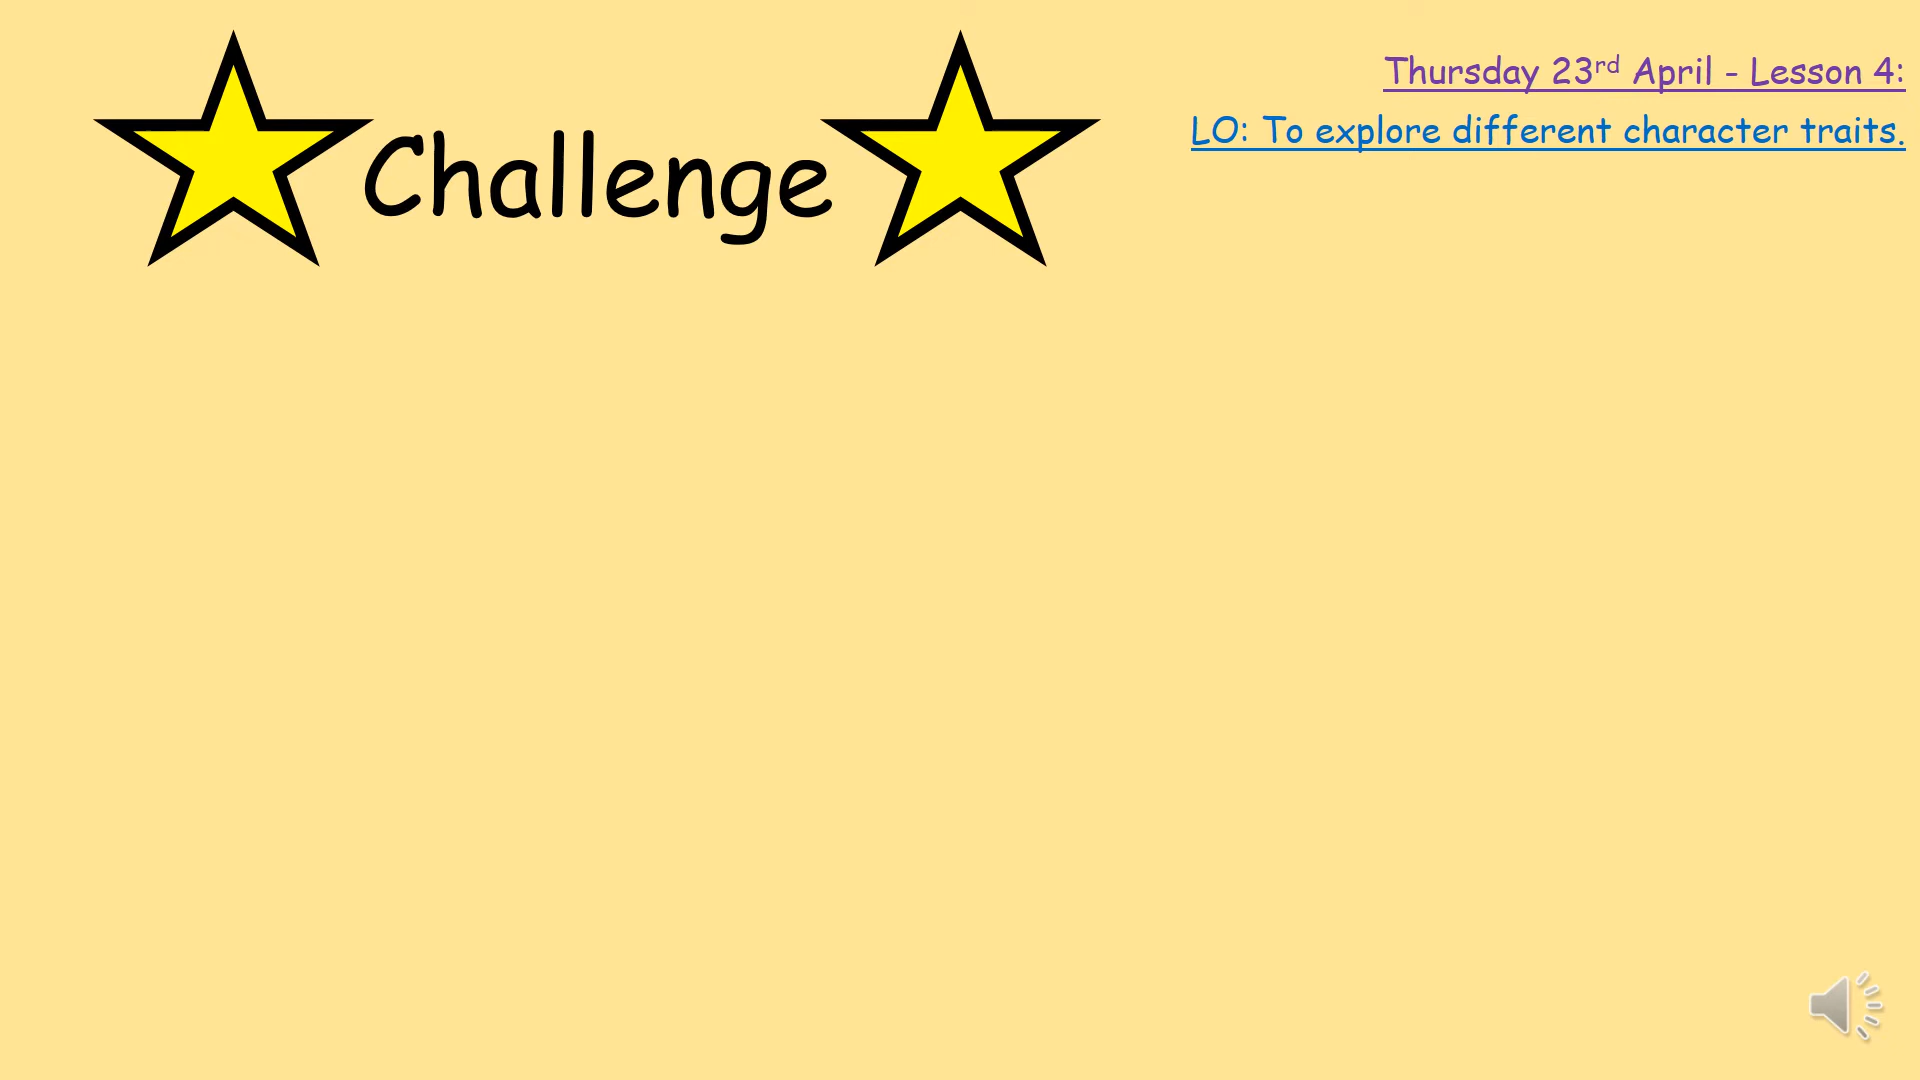 Thursday 23rd April - Lesson 4:
LO: To explore different character traits.
Challenge